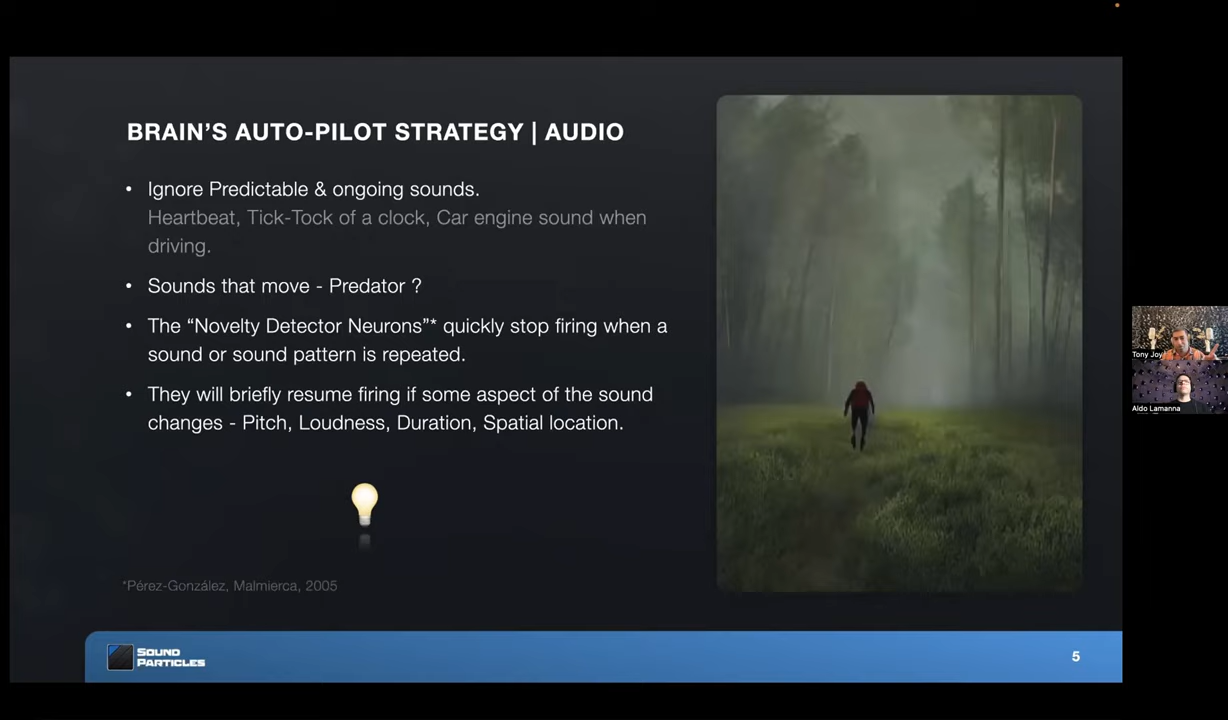 BRAIN'S AUTO-PILOT STRATEGY | AUDIO
• Ignore Predictable & ongoing sounds.
Heartbeat, Tick-Tock of a clock, Car engine sound when
driving.
• Sounds that move - Predator ?
• The “Novelty Detector Neurons”* quickly stop firing when a
sound or sound pattern is repeated.
• They will briefly resume firing if some aspect of the sound
changes - Pitch, Loudness, Duration, Spatial location.
*Pérez-González, Malmierca, 2005
SOUND
PARTICLES
5
Tony Joy
Aldo Lamanna